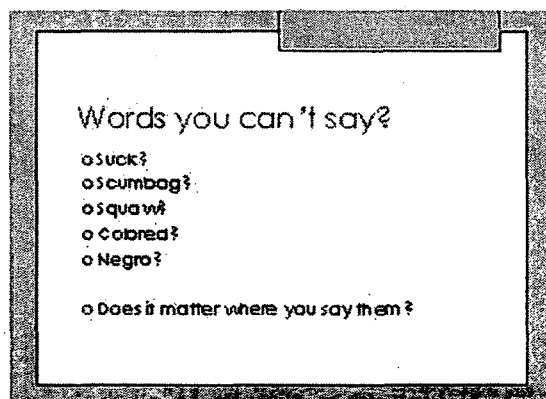 Words you can't say?
o Suck?
o Scumbag?
o Squaw?
o Colored?
o Negro?
o Does it matter where you say them?